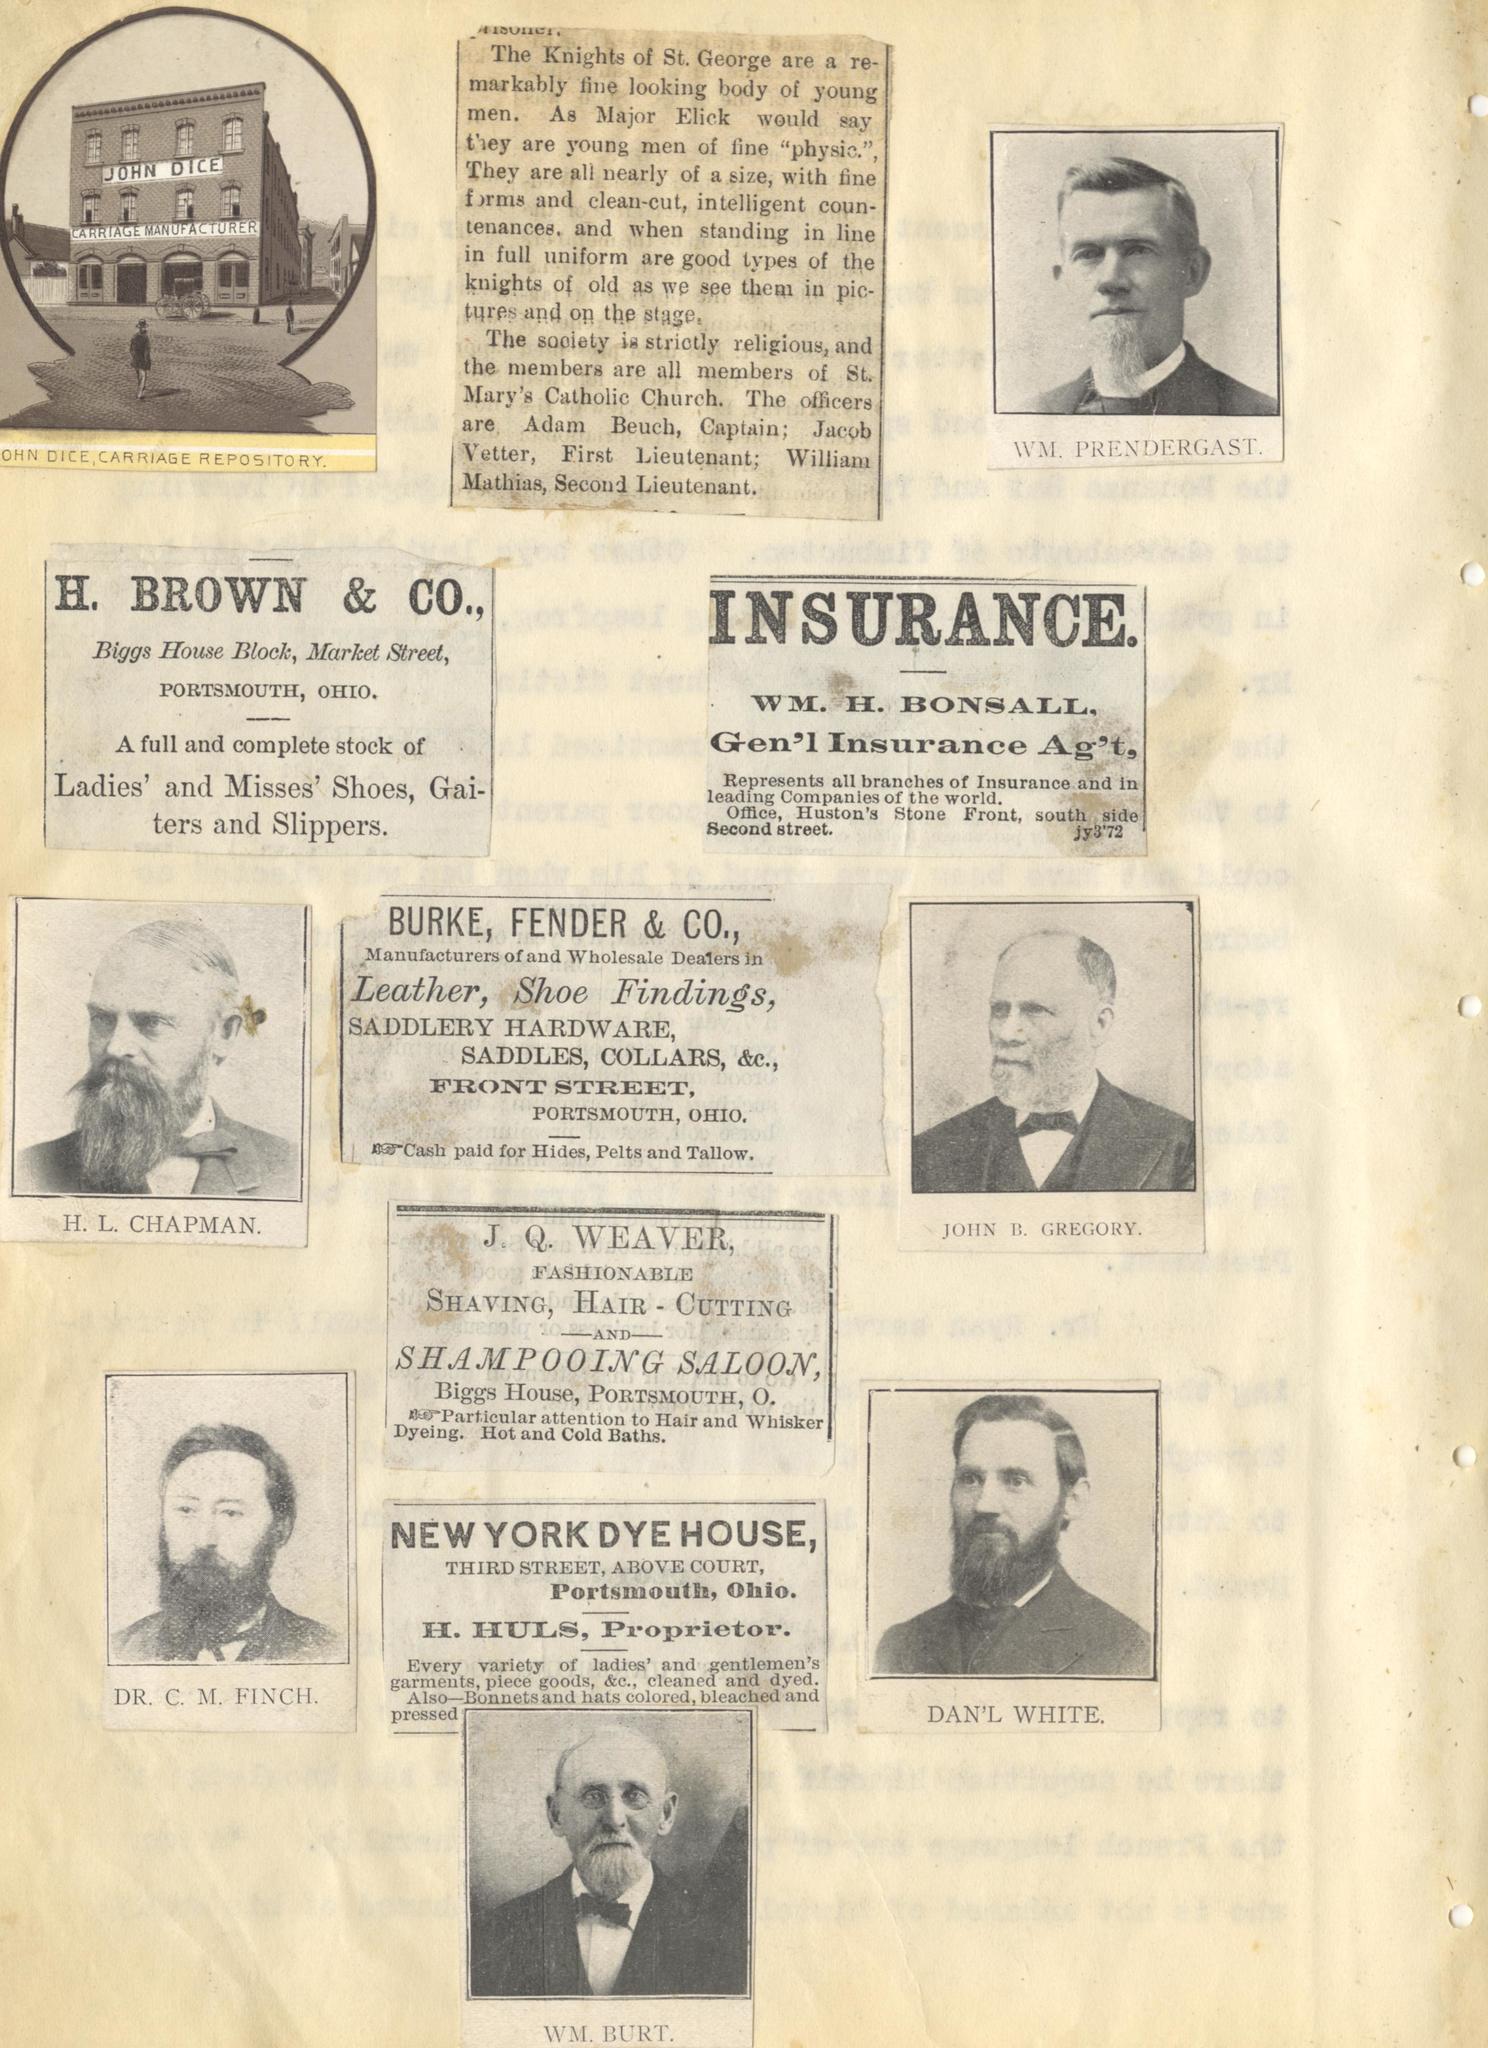 JOHN DICE
CARRIAGE MANUFACTURER
OHN DICE, CARRIAGE REPOSITORY.
prisoner.
The Knights of St. George are a re-
markably fine looking body of young
men. As Major Elick would say
they are young men of fine "physic.",
They are all nearly of a size, with fine
forms and clean-cut, intelligent coun-
tenances, and when standing in line
in full uniform are good types of the
knights of old as we see them in pic-
tures and on the stage.
The society is strictly religious, and
the members are all members of St.
Mary's Catholic Church. The officers
are Adam Beuch, Captain; Jacob
Vetter, First Lieutenant; William
Mathias, Second Lieutenant.
WM. PRENDERGAST.
H. BROWN & CO.,
Biggs House Block, Market Street,
PORTSMOUTH, OHIO.
A full and complete stock of
Ladies' and Misses' Shoes, Gai-
ters and Slippers.
INSURANCE.
WM. H. BONSALL,
Gen'l Insurance Ag't,
Represents all branches of Insurance and in
leading Companies of the world.
Office, Huston's Stone Front, south side
Second street. jy3'72
H. L. CHAPMAN.
BURKE, FENDER & CO.,
Manufacturers of and Wholesale Dealers in
Leather, Shoe Findings,
SADDLERY HARDWARE,
SADDLES, COLLARS, &c.,
FRONT STREET,
PORTSMOUTH, OHIO.
☞Cash paid for Hides, Pelts and Tallow.
JOHN B. GREGORY.
J. Q. WEAVER,
FASHIONABLE
SHAVING, HAIR - CUTTING
—AND—
SHAMPOOING SALOON,
Biggs House, PORTSMOUTH, O.
☞Particular attention to Hair and Whisker
Dyeing. Hot and Cold Baths.
DR. C. M. FINCH.
NEW YORK DYE HOUSE,
THIRD STREET, ABOVE COURT,
Portsmouth, Ohio.
H. HULS, Proprietor.
Every variety of ladies' and gentlemen's
garments, piece goods, &c., cleaned and dyed.
Also—Bonnets and hats colored, bleached and
pressed
DAN'L WHITE.
WM. BURT.